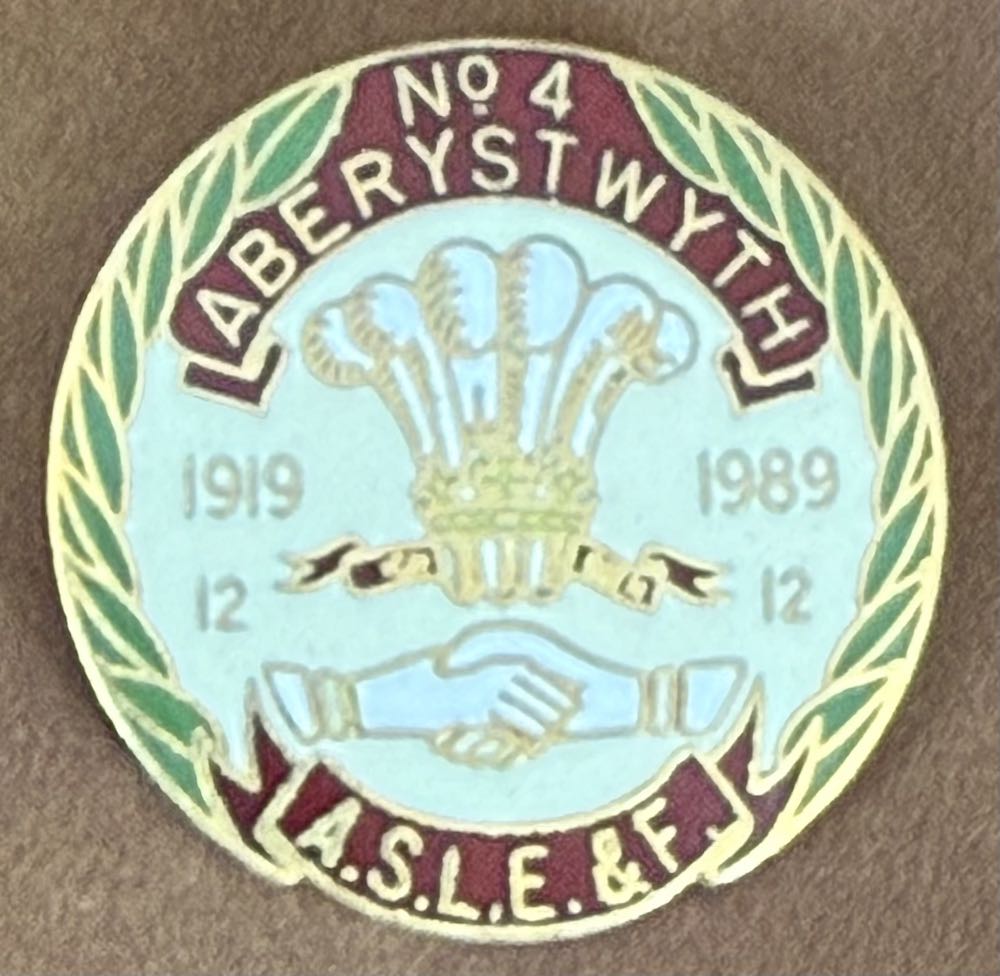 Nº 4
ABERYSTWYTH
1919 1989
12 12
A.S.L.E. & F.